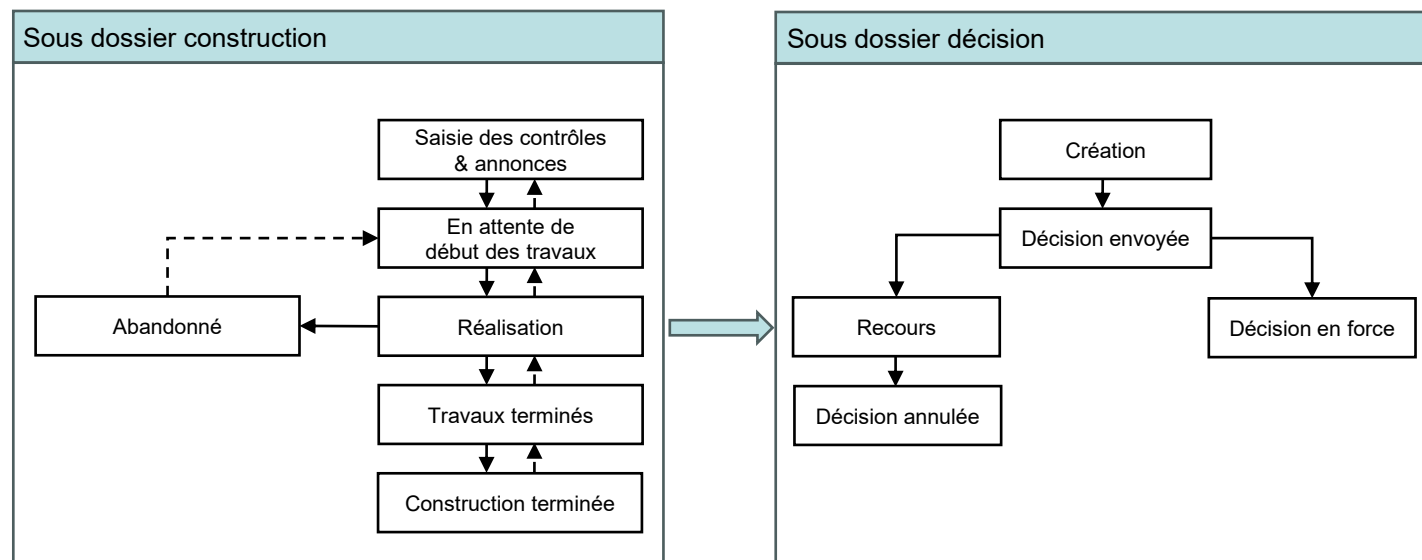 Sous dossier construction
Saisie des contrôles
& annonces
En attente de
début des travaux
Abandonné
Réalisation
Travaux terminés
Construction terminée
Sous dossier décision
Création
Décision envoyée
Recours
Décision en force
Décision annulée